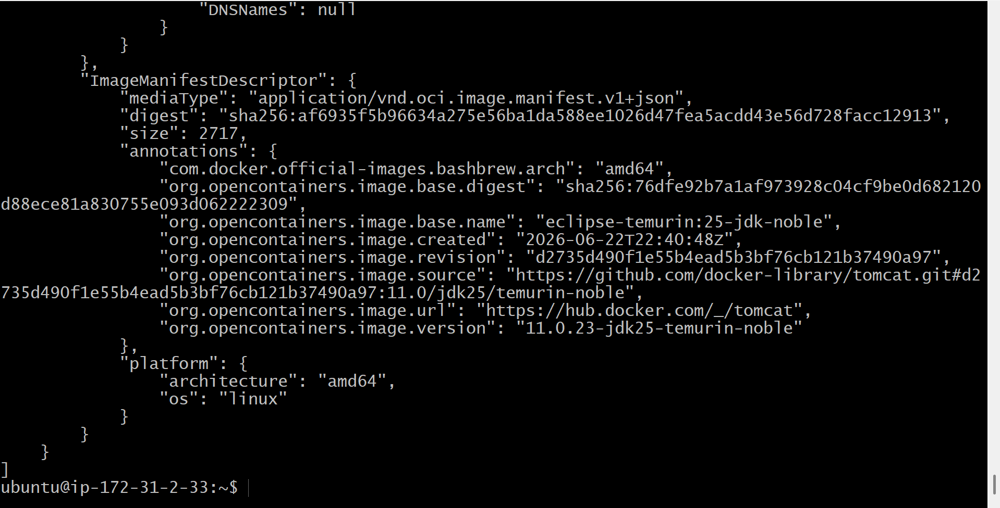 "DNSNames": null
}
}
},
"ImageManifestDescriptor": {
"mediaType": "application/vnd.oci.image.manifest.v1+json",
"digest": "sha256:af6935f5b96634a275e56ba1da588ee1026d47fea5acdd43e56d728facc12913",
"size": 2717,
"annotations": {
"com.docker.official-images.bashbrew.arch": "amd64",
"org.opencontainers.image.base.digest": "sha256:76dfe92b7a1af973928c04cf9be0d682120
d88ece81a830755e093d062222309",
"org.opencontainers.image.base.name": "eclipse-temurin:25-jdk-noble",
"org.opencontainers.image.created": "2026-06-22T22:40:48Z",
"org.opencontainers.image.revision": "d2735d490f1e55b4ead5b3bf76cb121b37490a97",
"org.opencontainers.image.source": "https://github.com/docker-library/tomcat.git#d2
735d490f1e55b4ead5b3bf76cb121b37490a97:11.0/jdk25/temurin-noble",
"org.opencontainers.image.url": "https://hub.docker.com/_/tomcat",
"org.opencontainers.image.version": "11.0.23-jdk25-temurin-noble"
},
"platform": {
"architecture": "amd64",
"os": "linux"
}
}
}
]
ubuntu@ip-172-31-2-33:~$